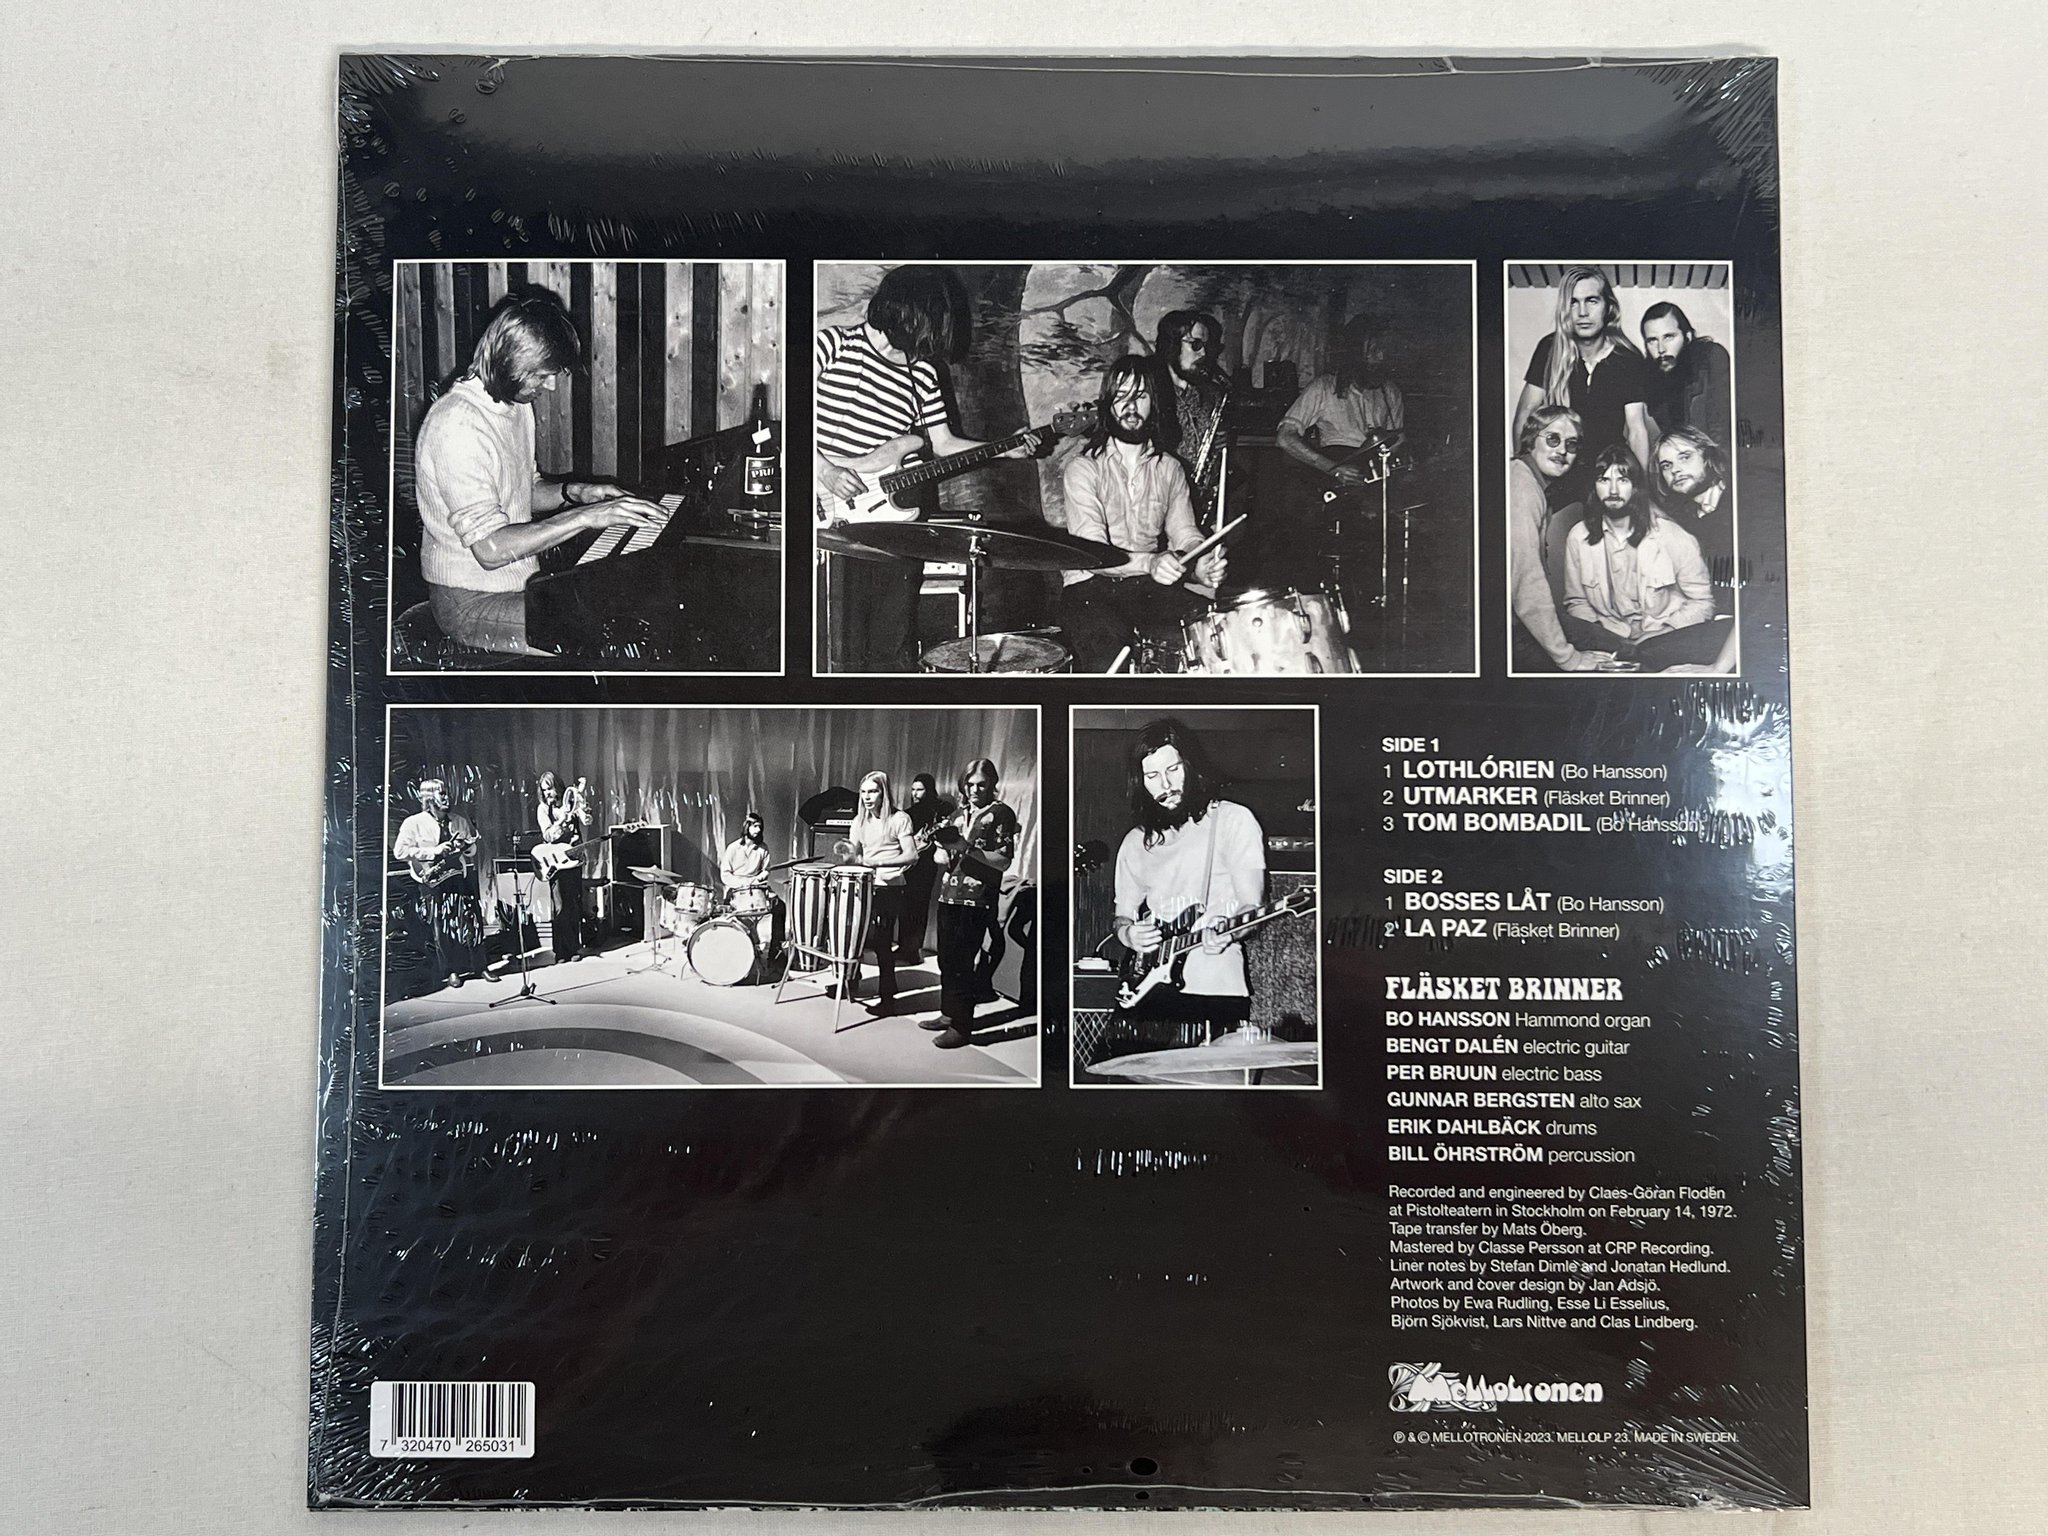 SIDE 1
1 LOTHLÓRIEN (Bo Hansson)
2 UTMARKER (Fläsket Brinner)
3 TOM BOMBADIL (Bo Hansson)
SIDE 2
1 BOSSES LÅT (Bo Hansson)
2 LA PAZ (Fläsket Brinner)
FLÄSKET BRINNER
BO HANSSON Hammond organ
BENGT DALÉN electric guitar
PER BRUUN electric bass
GUNNAR BERGSTEN alto sax
ERIK DAHLBÄCK drums
BILL ÖHRSTRÖM percussion
Recorded and engineered by Claes-Göran Flodén
at Pistolteatern in Stockholm on February 14, 1972.
Tape transfer by Mats Öberg.
Mastered by Classe Persson at CRP Recording.
Liner notes by Stefan Dimle and Jonatan Hedlund.
Artwork and cover design by Jan Adsjö.
Photos by Ewa Rudling, Esse Li Esselius,
Björn Sjökvist, Lars Nittve and Clas Lindberg.
Mellotronen
℗ & © MELLOTRONEN 2023. MELLOLP 23. MADE IN SWEDEN.
7 320470 265031